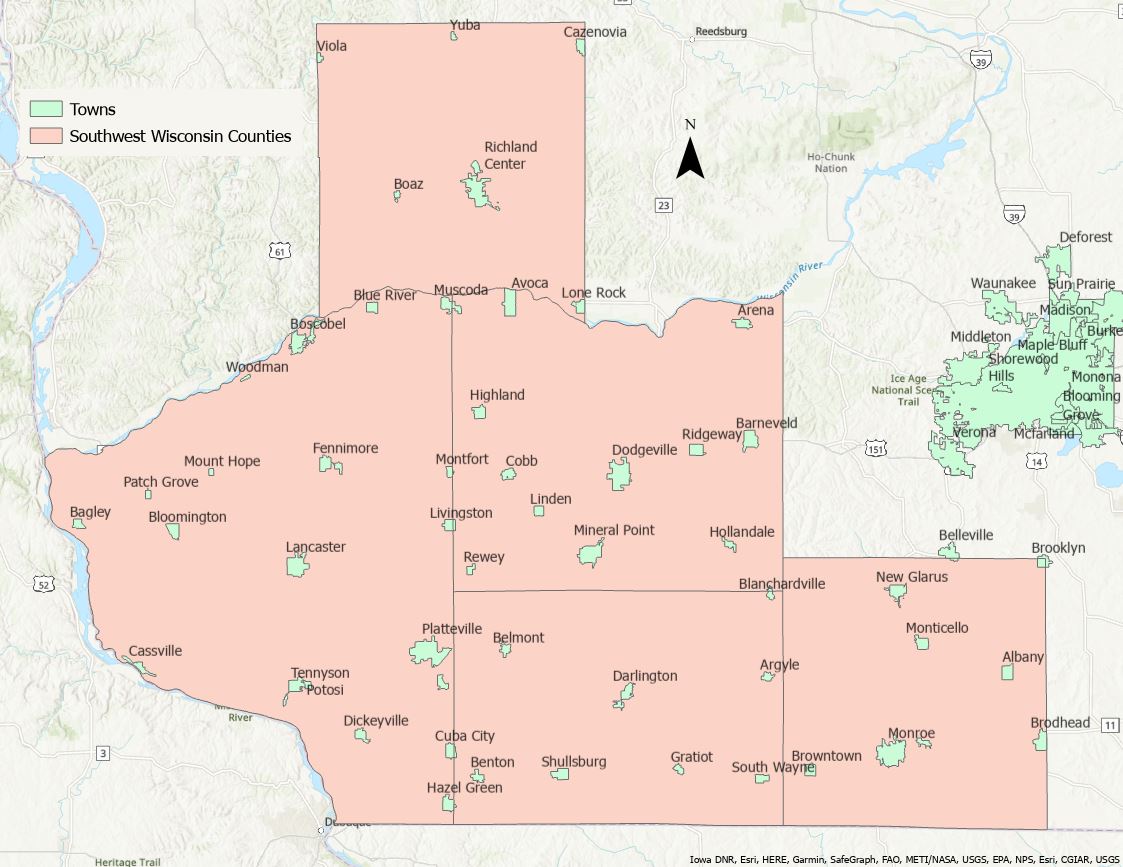 Yuba
Cazenovia
Reedsburg
Viola
39
Towns
Southwest Wisconsin Counties
N
Richland
Center
Ho-Chunk
Nation
Boaz
23
39
61
Deforest
Avoca
Waunakee
Sun Prairie
Blue River
Muscoda
Lone Rock
Arena
Madison
Boscobel
Burke
Middleton
Maple Bluff
Shorewood
Hills
Woodman
Monona
Ice Age
National Scenic
Trail
Highland
Blooming
Grove
Barneveld
Ridgeway
Verona
Mcfarland
Fennimore
Dodgeville
151
Mount Hope
Montfort
Cobb
14
Patch Grove
Linden
Bagley
Bloomington
Livingston
Mineral Point
Hollandale
Belleville
Lancaster
Brooklyn
Rewey
52
Blanchardville
New Glarus
Platteville
Belmont
Monticello
Cassville
Argyle
Albany
Tennyson
Potosi
Darlington
River
Dickeyville
Brodhead
11
Cuba City
Monroe
3
Benton
Shullsburg
Gratiot
South Wayne
Browntown
Hazel Green
Dubuque
Heritage Trail
Iowa DNR, Esri, HERE, Garmin, SafeGraph, FAO, METI/NASA, USGS, EPA, NPS, Esri, CGIAR, USGS